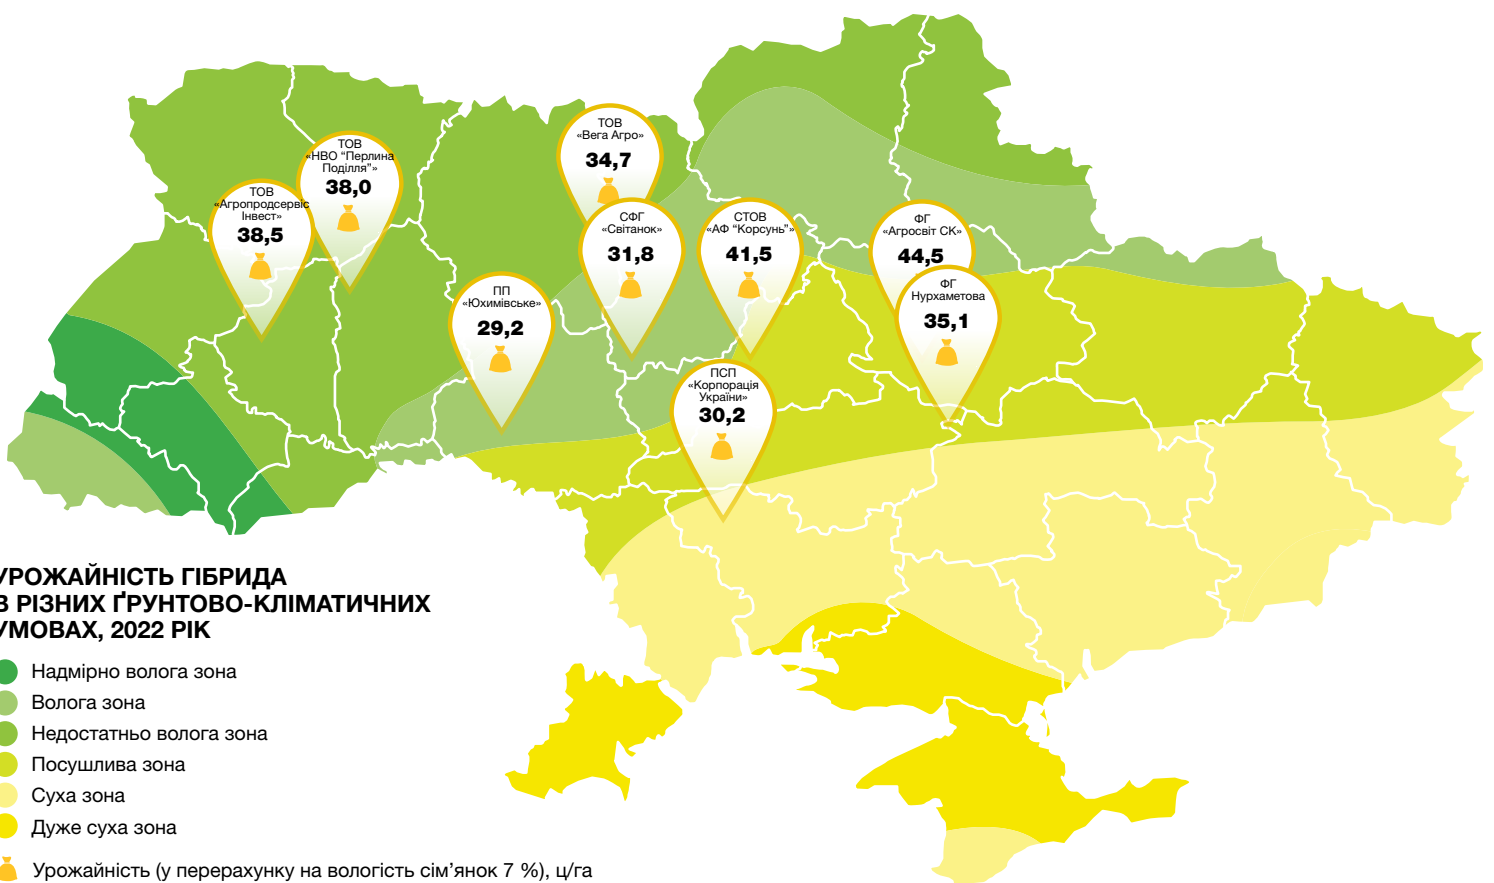 ТОВ
«Вега Агро»
34,7
ТОВ
«НВО “Перлина
Поділля”»
38,0
ТОВ
«Агропродсервіс
Інвест»
38,5
СФГ
«Світанок»
31,8
СТОВ
«АФ “Корсунь”»
41,5
ФГ
«Агросвіт СК»
44,5
ФГ
Нурхаметова
35,1
ПП
«Юхимівське»
29,2
ПСП
«Корпорація
України»
30,2
УРОЖАЙНІСТЬ ГІБРИДА
В РІЗНИХ ҐРУНТОВО-КЛІМАТИЧНИХ
УМОВАХ, 2022 РІК
Надмірно волога зона
Волога зона
Недостатньо волога зона
Посушлива зона
Суха зона
Дуже суха зона
Урожайність (у перерахунку на вологість сім’янок 7 %), ц/га